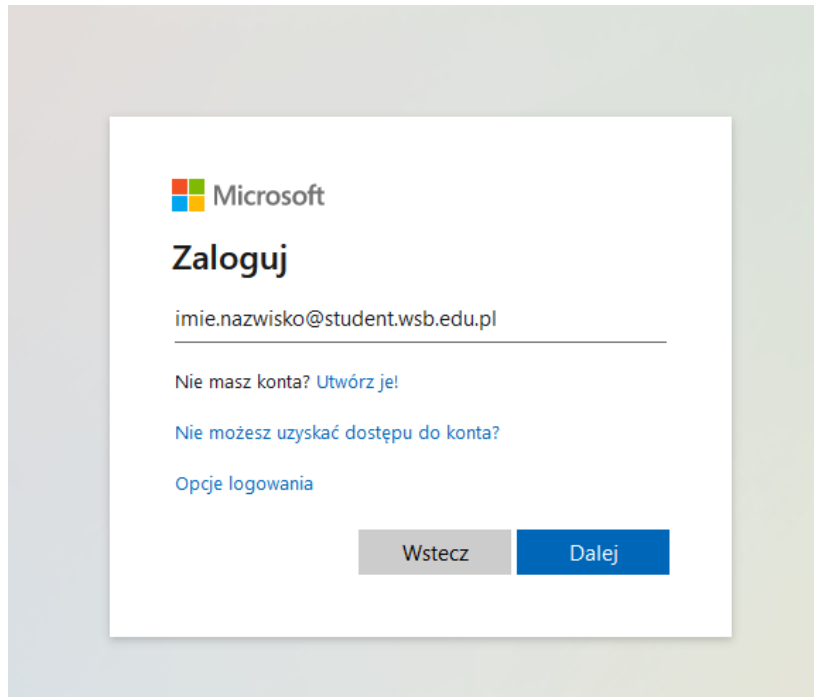 Microsoft
Zaloguj
imie.nazwisko@student.wsb.edu.pl
Nie masz konta? Utwórz je!
Nie możesz uzyskać dostępu do konta?
Opcje logowania
Wstecz Dalej